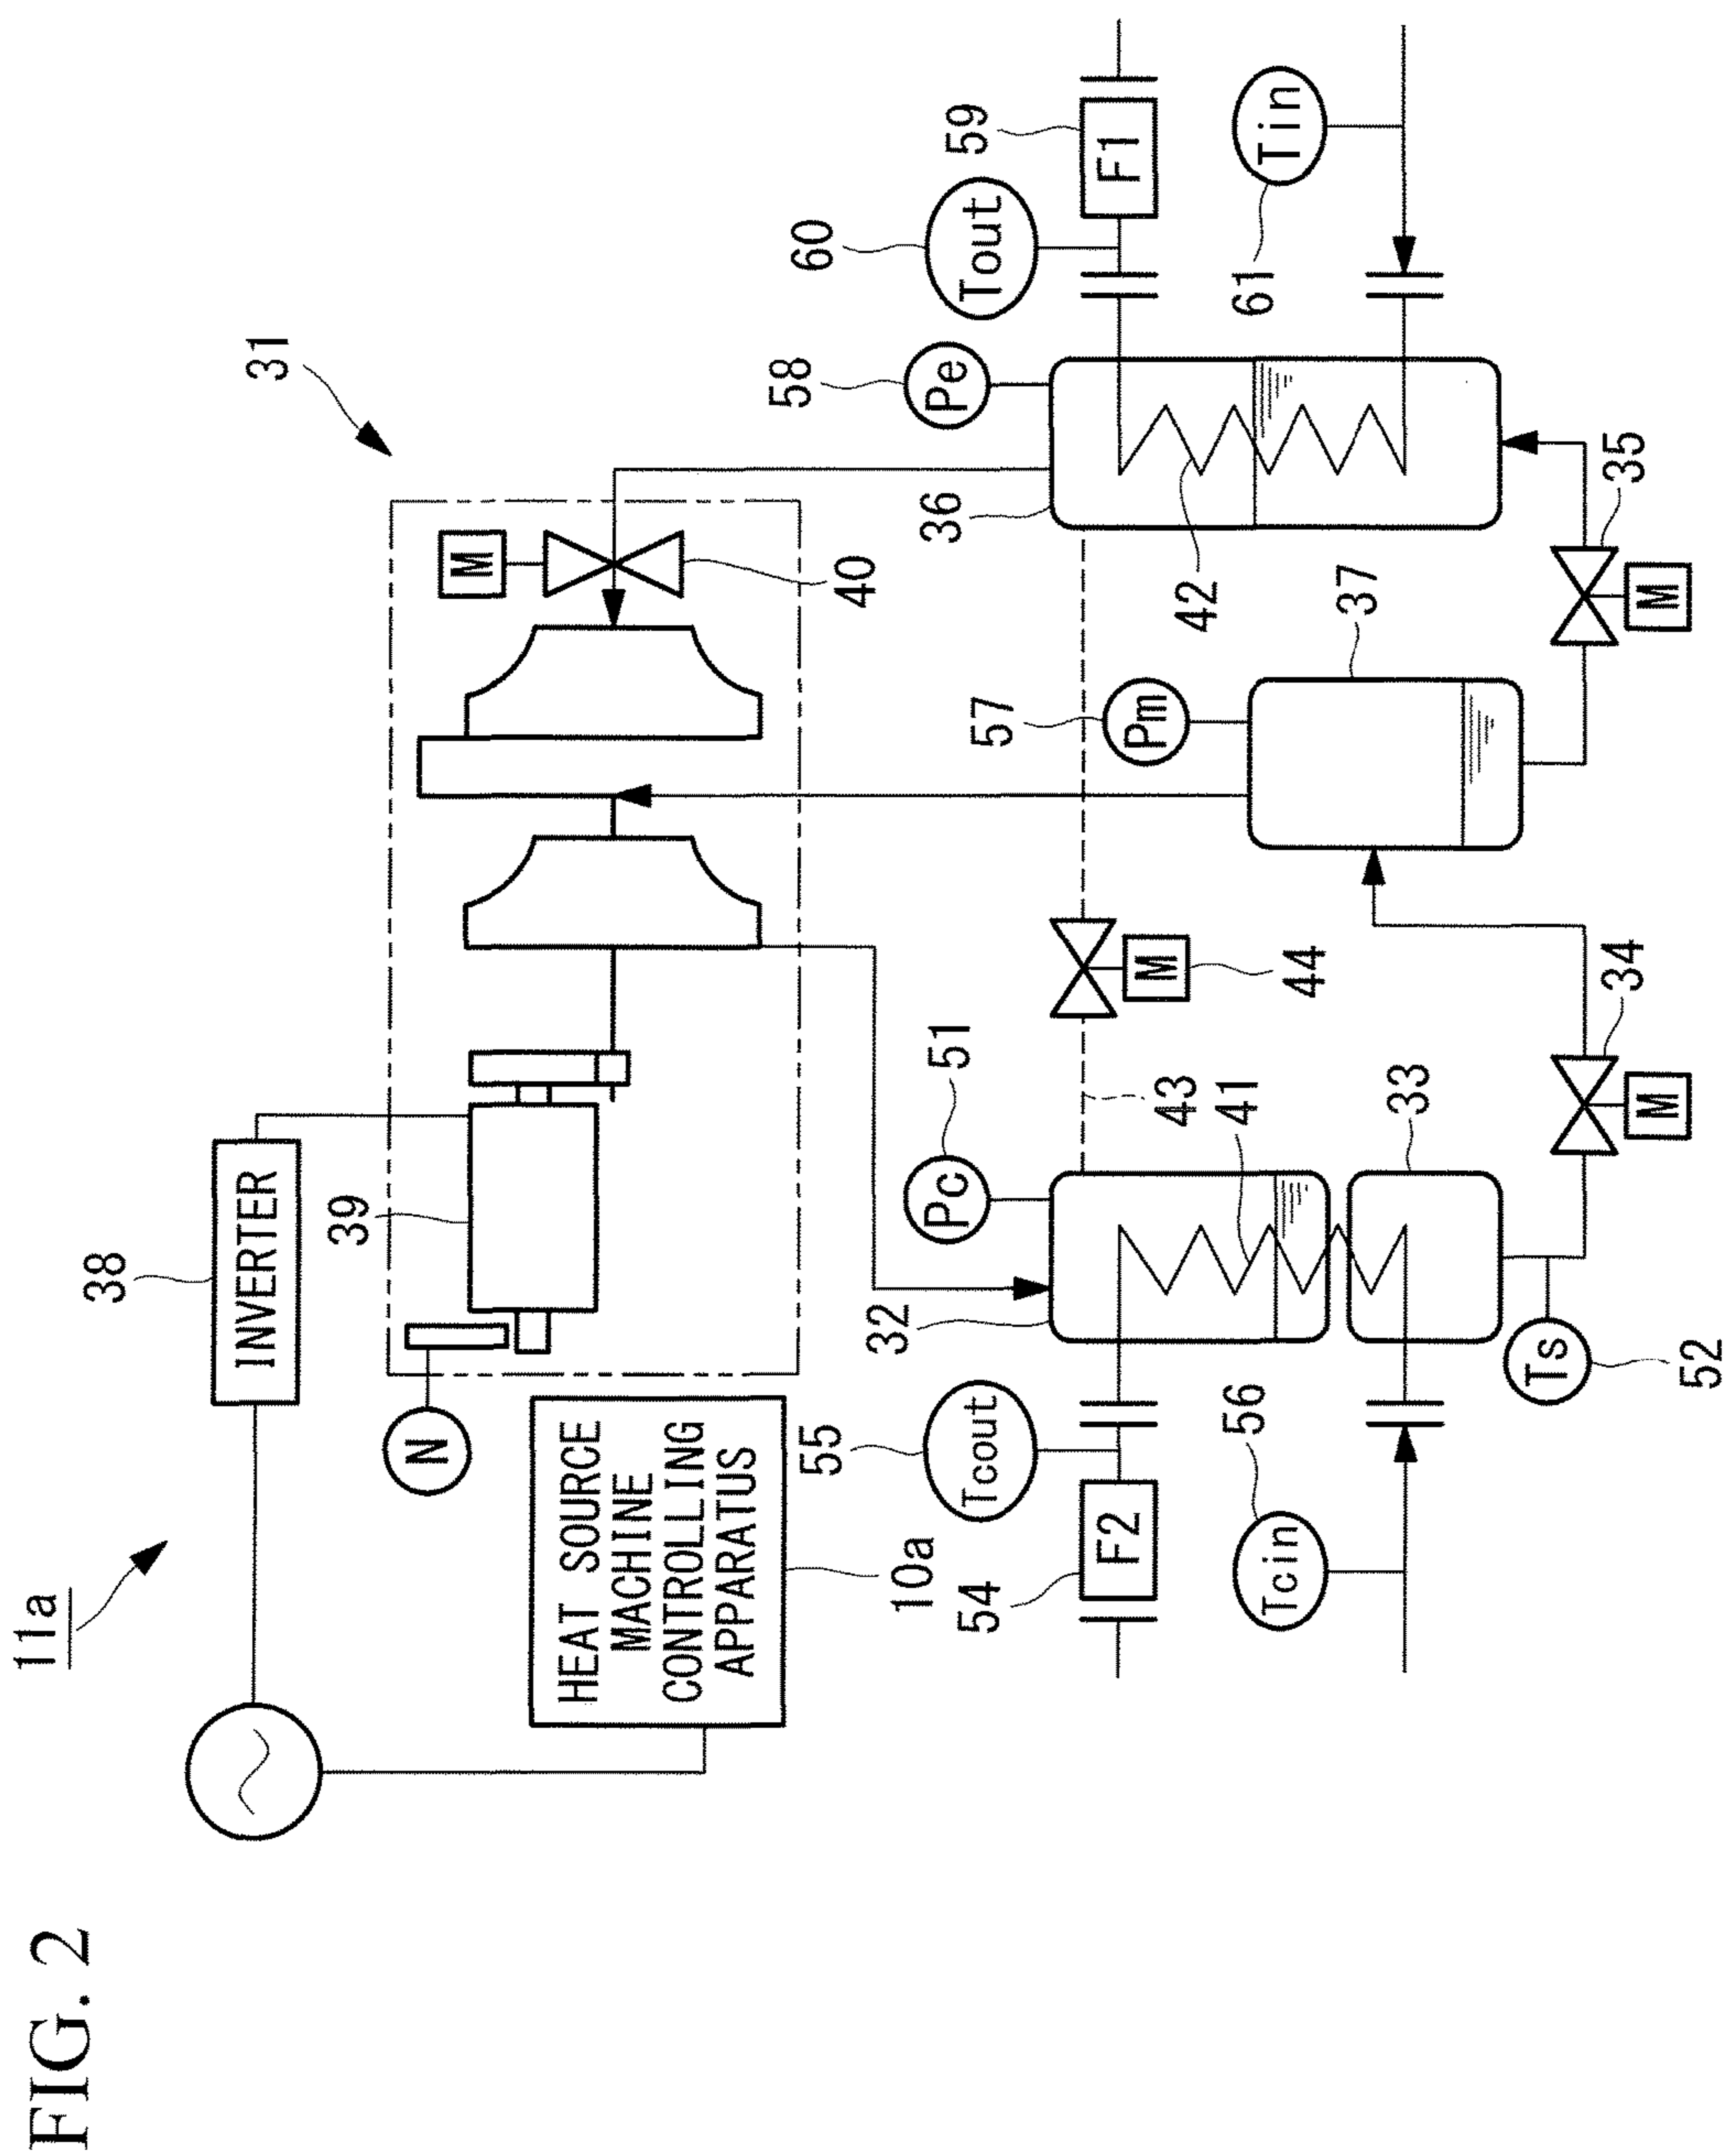 FIG. 2
11a
31
38
INVERTER
39
M
40
N
HEAT SOURCE
MACHINE
CONTROLLING
APPARATUS
10a
55
Tcout
54
F2
56
Tcin
32
51
Pc
43
41
33
Ts
52
34
M
44
M
57
Pm
37
35
M
36
42
58
Pe
60
Tout
59
F1
61
Tin